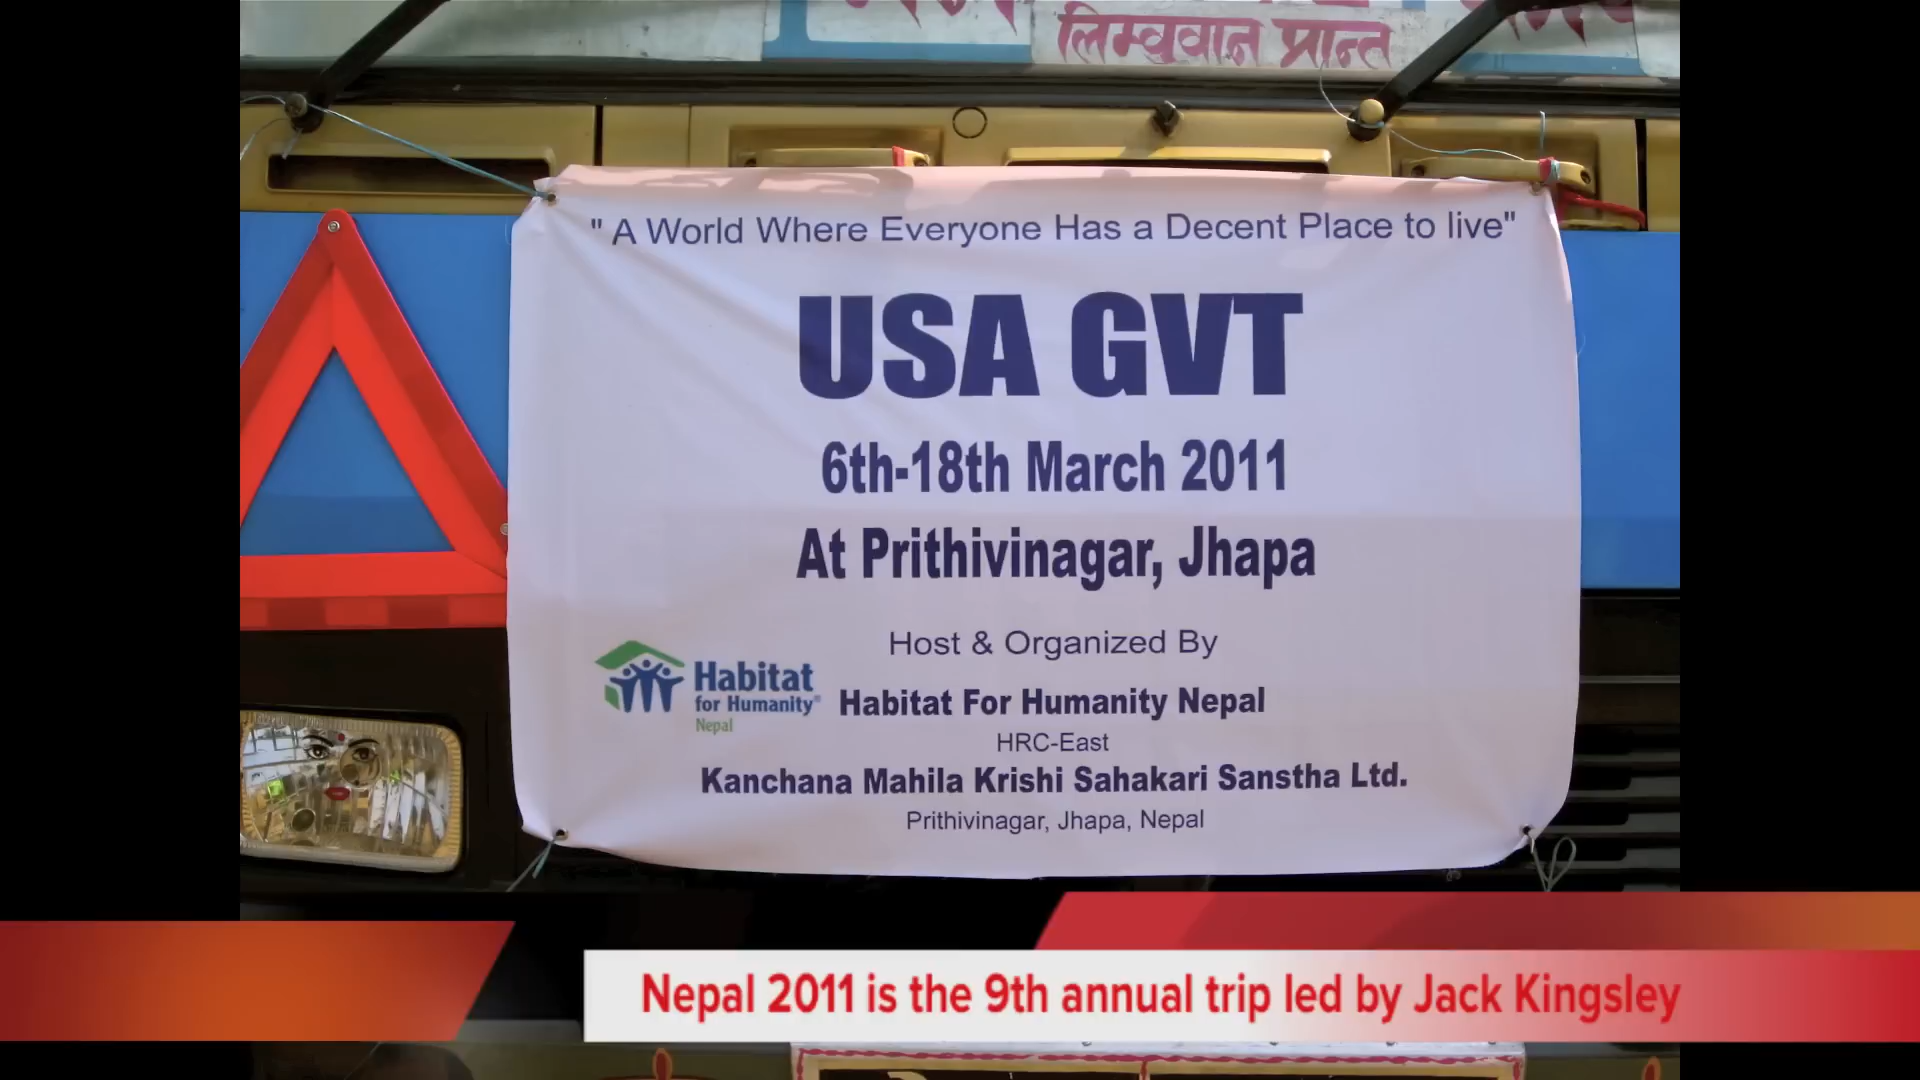 लिम्बुवान प्रान्त
" A World Where Everyone Has a Decent Place to live"
USA GVT
6th-18th March 2011
At Prithivinagar, Jhapa
Host & Organized By
Habitat
for Humanity®
Nepal
Habitat For Humanity Nepal
HRC-East
Kanchana Mahila Krishi Sahakari Sanstha Ltd.
Prithivinagar, Jhapa, Nepal
Nepal 2011 is the 9th annual trip led by Jack Kingsley